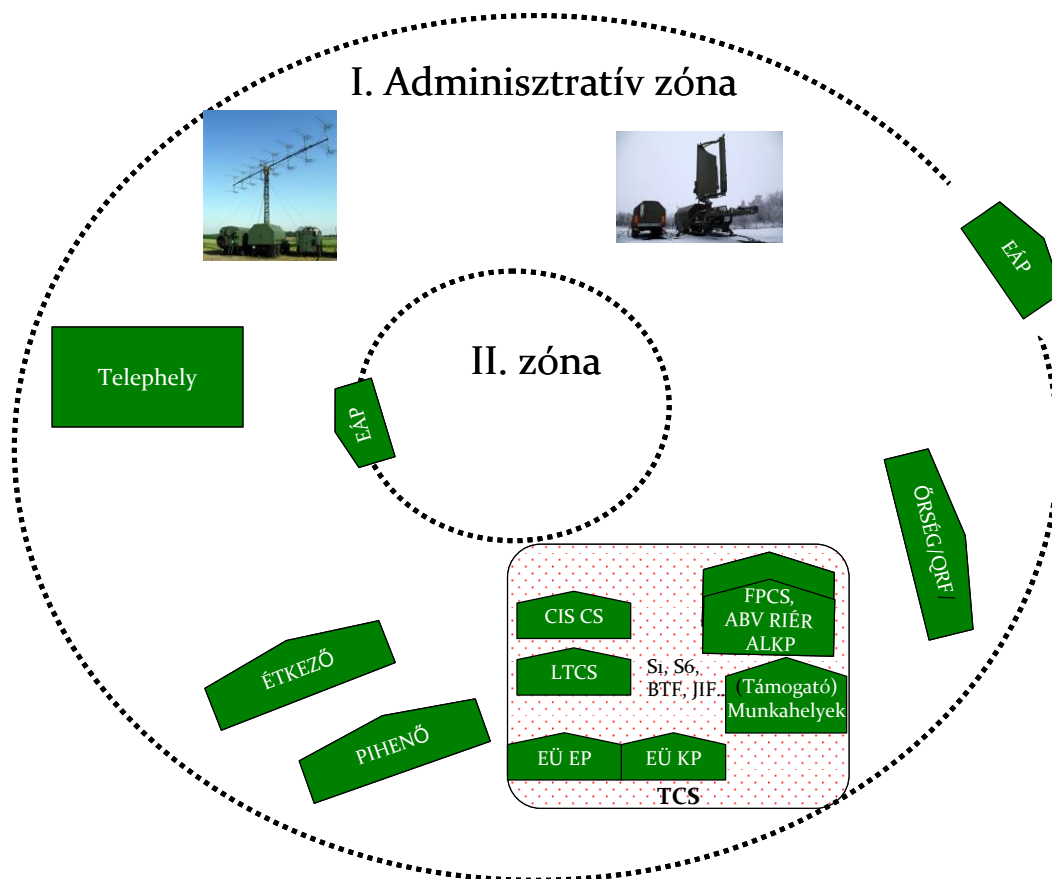 I. Adminisztratív zóna
EÁP
Telephely
II. zóna
EÁP
ŐRSÉG/QRF/
CIS CS
FPCS,
ABV RIÉR
ALKP
LTCS
S1, S6,
BTF, JIF..
(Támogató)
Munkahelyek
ÉTKEZŐ
PIHENŐ
EÜ EP
EÜ KP
TCS